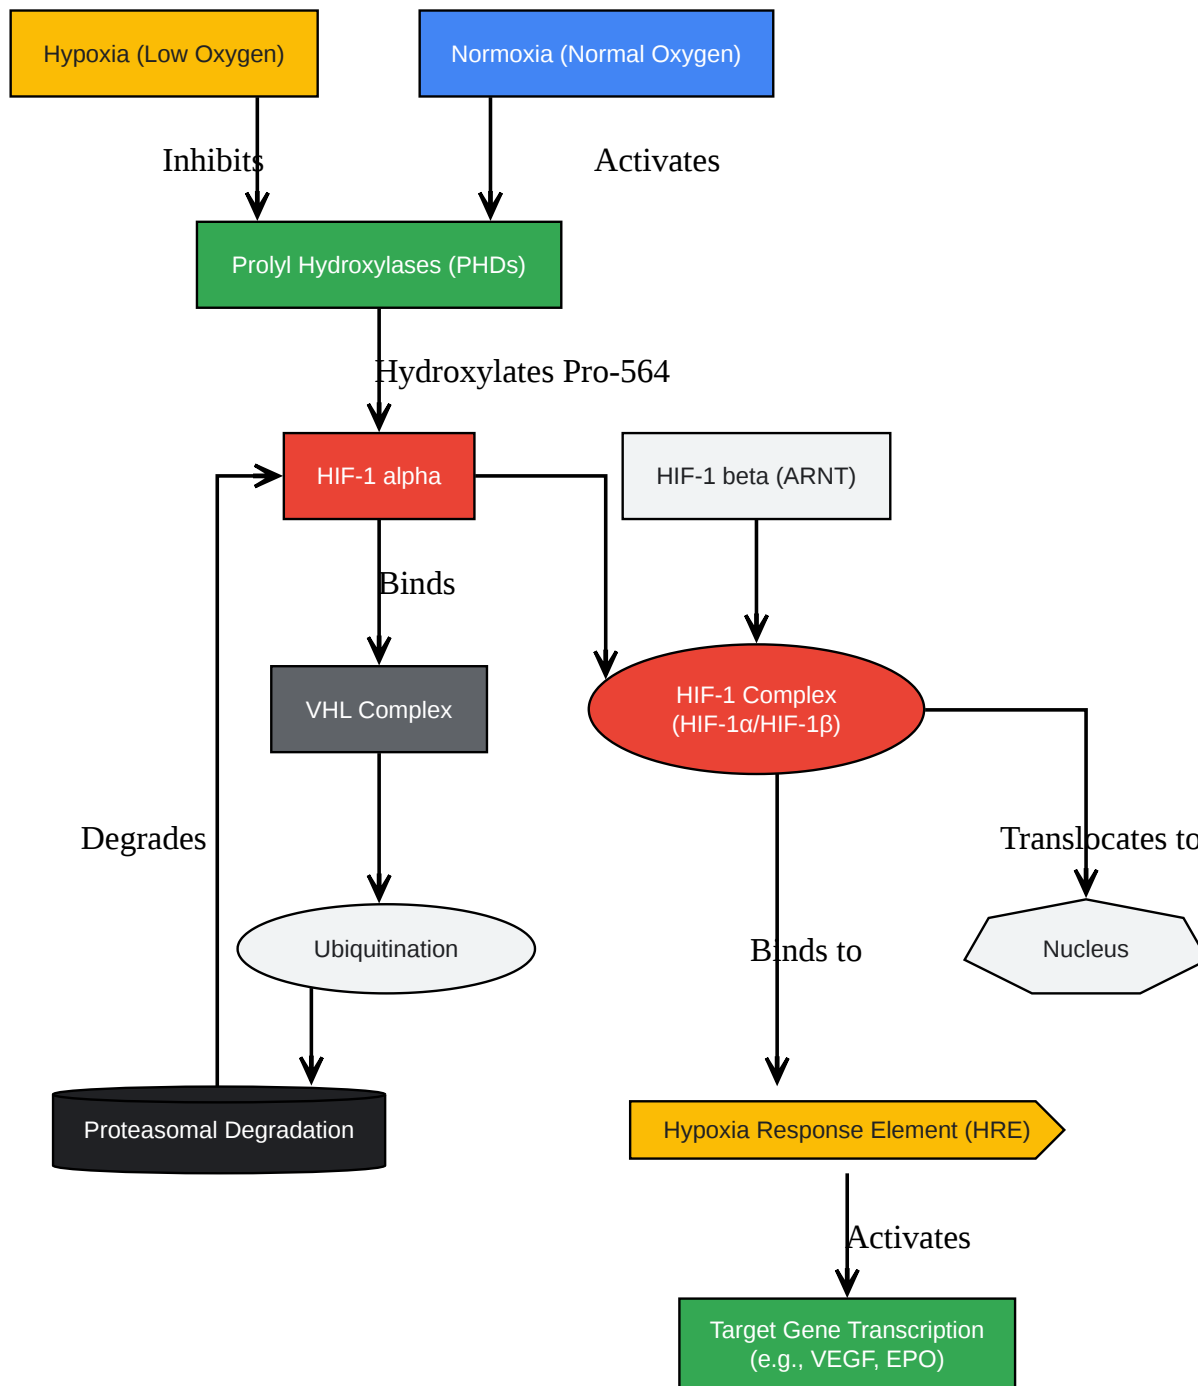 Hypoxia (Low Oxygen)
Normoxia (Normal Oxygen)
Inhibits
Activates
Prolyl Hydroxylases (PHDs)
Hydroxylates Pro-564
HIF-1 alpha
HIF-1 beta (ARNT)
Binds
VHL Complex
HIF-1 Complex
(HIF-1α/HIF-1β)
Degrades
Translocates to
Ubiquitination
Binds to
Nucleus
Proteasomal Degradation
Hypoxia Response Element (HRE)
Activates
Target Gene Transcription
(e.g., VEGF, EPO)